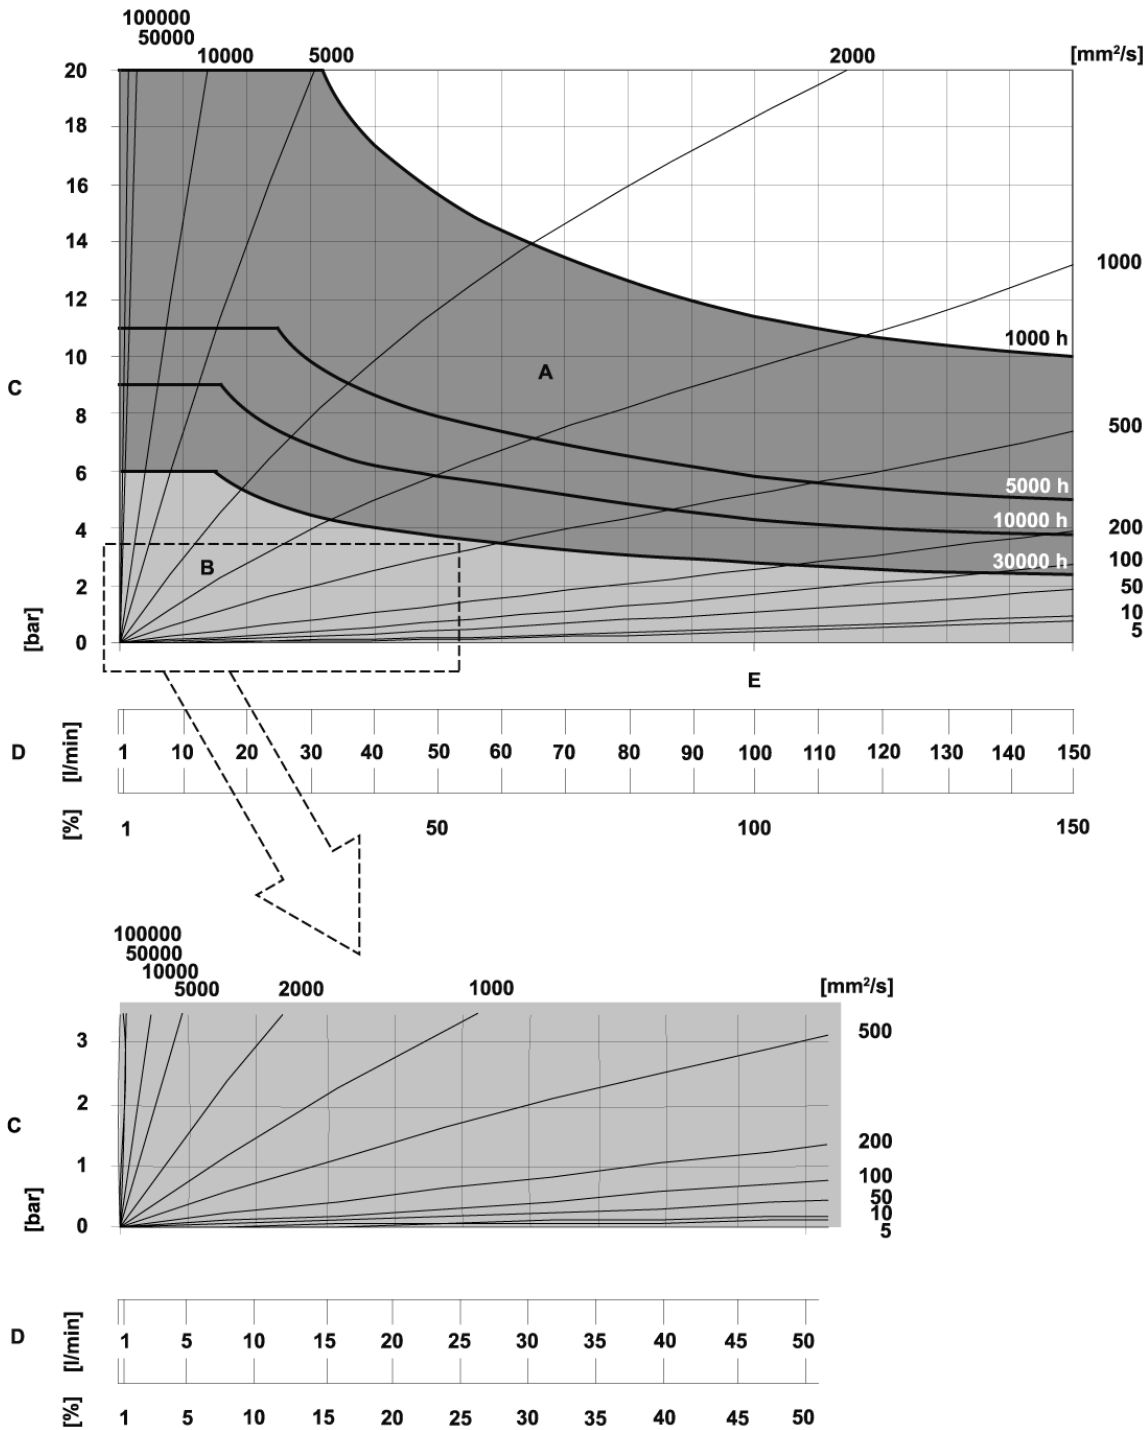 100000
50000
10000 5000 2000 [mm²/s]
20
18
16
14
1000
12
1000 h
10
A
C
8
500
6
5000 h
10000 h 200
4
30000 h 100
B
2 50
10
[bar] 0 5
E
D [l/min] 1 10 20 30 40 50 60 70 80 90 100 110 120 130 140 150
[%] 1 50 100 150
100000
50000
10000
5000 2000 1000 [mm²/s]
500
3
2
C
200
1 100
50
[bar] 10
0 5
D [l/min] 1 5 10 15 20 25 30 35 40 45 50
[%] 1 5 10 15 20 25 30 35 40 45 50